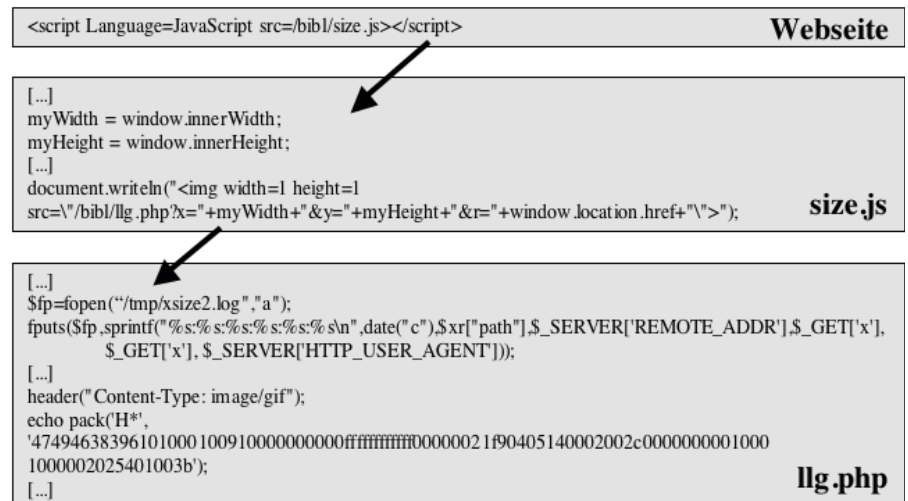 <script Language=JavaScript src=/bibl/size.js></script>
Webseite
[...]
myWidth = window.innerWidth;
myHeight = window.innerHeight;
[...]
document.writeln("<img width=1 height=1
src=\"/bibl/llg.php?x="+myWidth+"&y="+myHeight+"&r="+window.location.href+"\">");
size.js
[...]
$fp=fopen(“/tmp/xsize2.log","a");
fputs($fp,sprintf("%s:%s:%s:%s:%s:%s\n",date("c"),$xr["path"],$_SERVER['REMOTE_ADDR'],$_GET['x'],
$_GET['x'], $_SERVER['HTTP_USER_AGENT']));
[...]
header("Content-Type: image/gif");
echo pack('H*',
'47494638396101000100910000000000ffffffffffff00000021f90405140002002c0000000001000
1000002025401003b');
[...]
llg.php